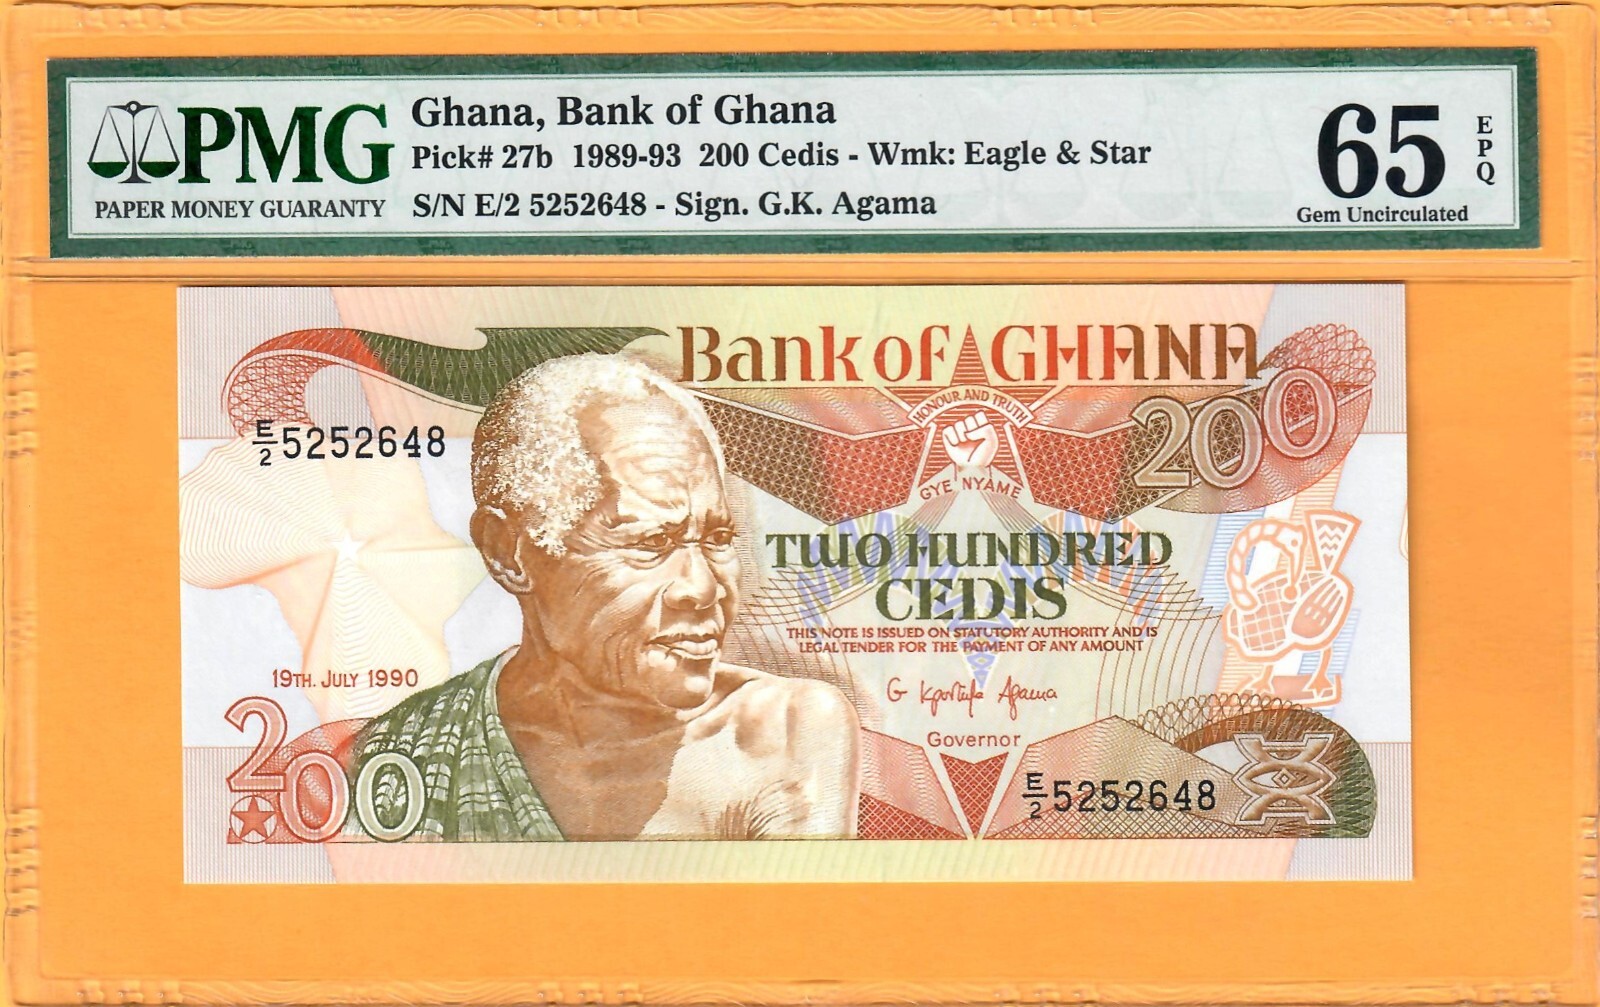 PMG
PAPER MONEY GUARANTY
Ghana, Bank of Ghana
Pick# 27b 1989-93 200 Cedis - Wmk: Eagle & Star
S/N E/2 5252648 - Sign. G.K. Agama
65
EPQ
Gem Uncirculated
Bank of GHANA
HONOUR AND TRUTH
200
E/2 5252648
GYE NYAME
TWO HUNDRED
CEDIS
THIS NOTE IS ISSUED ON STATUTORY AUTHORITY AND IS
LEGAL TENDER FOR THE PAYMENT OF ANY AMOUNT
19TH. JULY 1990
Governor
200
E/2 5252648